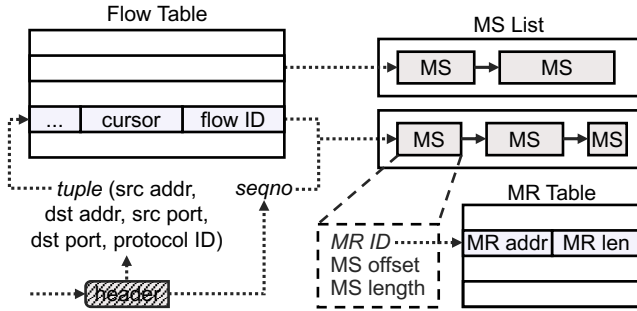 Flow Table
MS List
MS MS
... cursor flow ID
MS MS MS
tuple (src addr,
dst addr, src port,
dst port, protocol ID)
seqno
header
MR ID
MS offset
MS length
MR Table
MR addr MR len